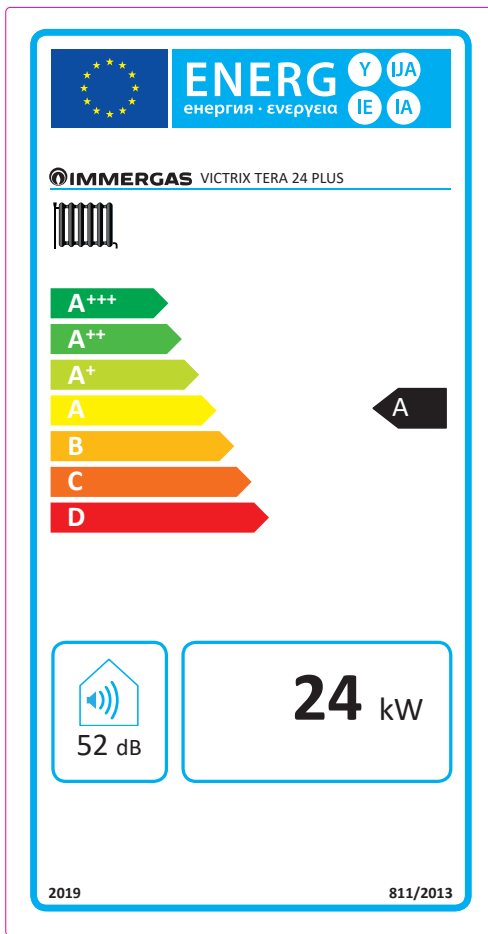 ENERG Y IJA
енергия · ενεργεια IE IA
IMMERGAS VICTRIX TERA 24 PLUS
A+++
A++
A+
A A
B
C
D
24 kW
52 dB
2019 811/2013